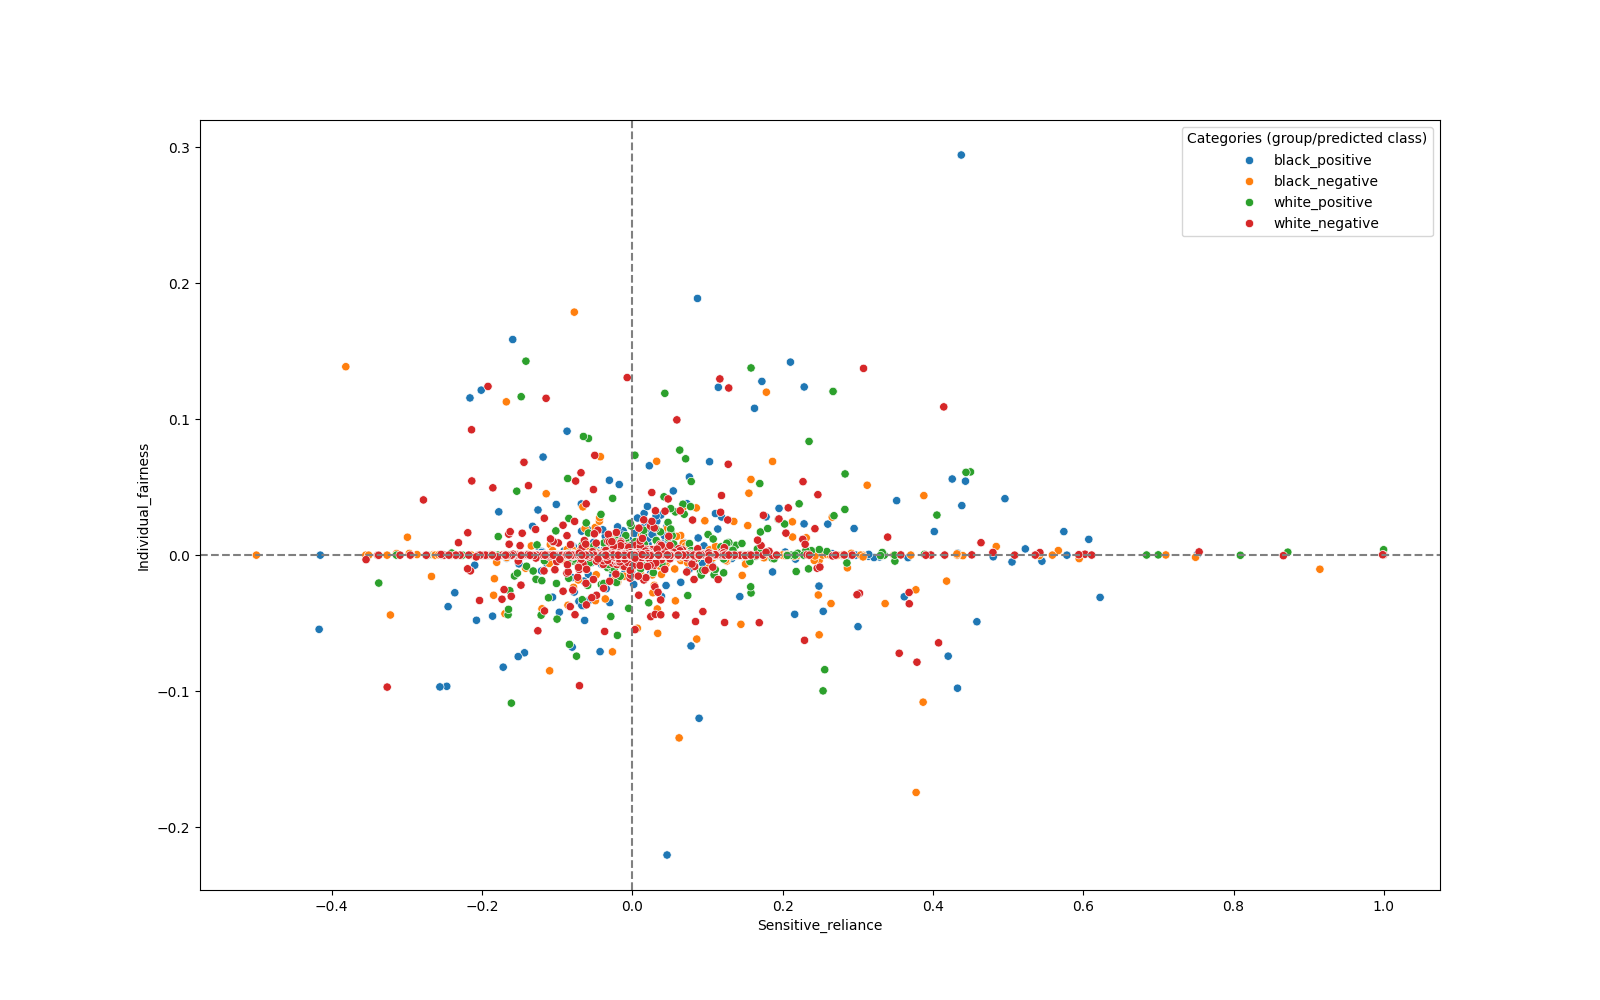 Categories (group/predicted class)
black_positive
black_negative
white_positive
white_negative
0.3
0.2
0.1
0.0
−0.1
−0.2
Individual_fairness
−0.4
−0.2
0.0
0.2
0.4
0.6
0.8
1.0
Sensitive_reliance